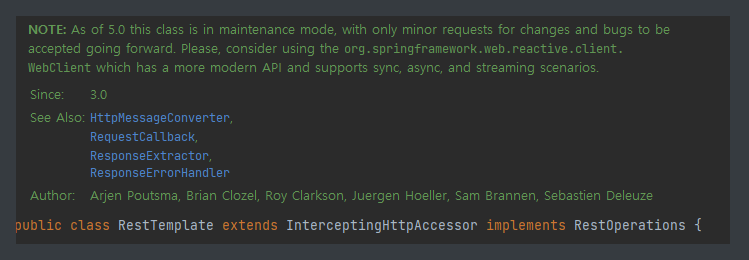 NOTE: As of 5.0 this class is in maintenance mode, with only minor requests for changes and bugs to be
accepted going forward. Please, consider using the org.springframework.web.reactive.client.
WebClient which has a more modern API and supports sync, async, and streaming scenarios.
Since: 3.0
See Also: HttpMessageConverter,
RequestCallback,
ResponseExtractor,
ResponseErrorHandler
Author: Arjen Poutsma, Brian Clozel, Roy Clarkson, Juergen Hoeller, Sam Brannen, Sebastien Deleuze
public class RestTemplate extends InterceptingHttpAccessor implements RestOperations {